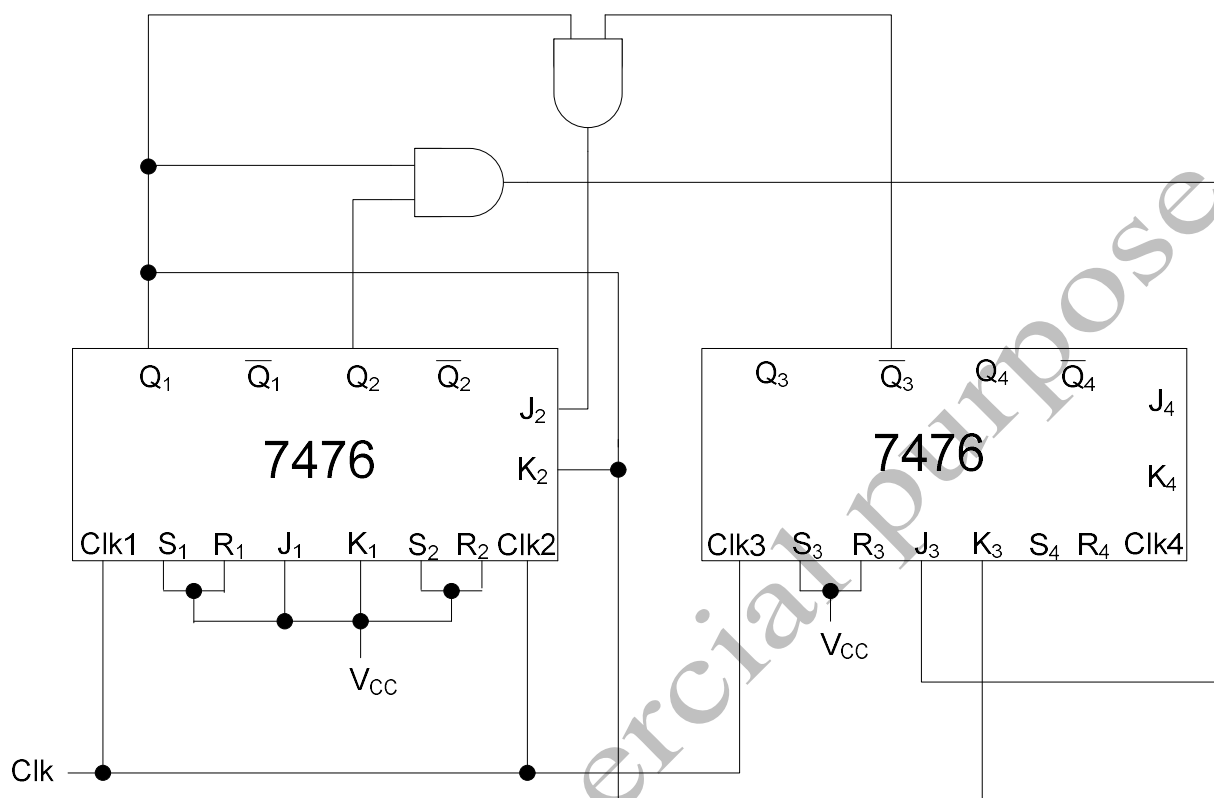 Q1 Q̅1 Q2 Q̅2
J2
7476
K2
Clk1 S1 R1 J1 K1 S2 R2 Clk2
VCC
Q3 Q̅3 Q4 Q̅4
J4
7476
K4
Clk3 S3 R3 J3 K3 S4 R4 Clk4
VCC
Clk
purpose